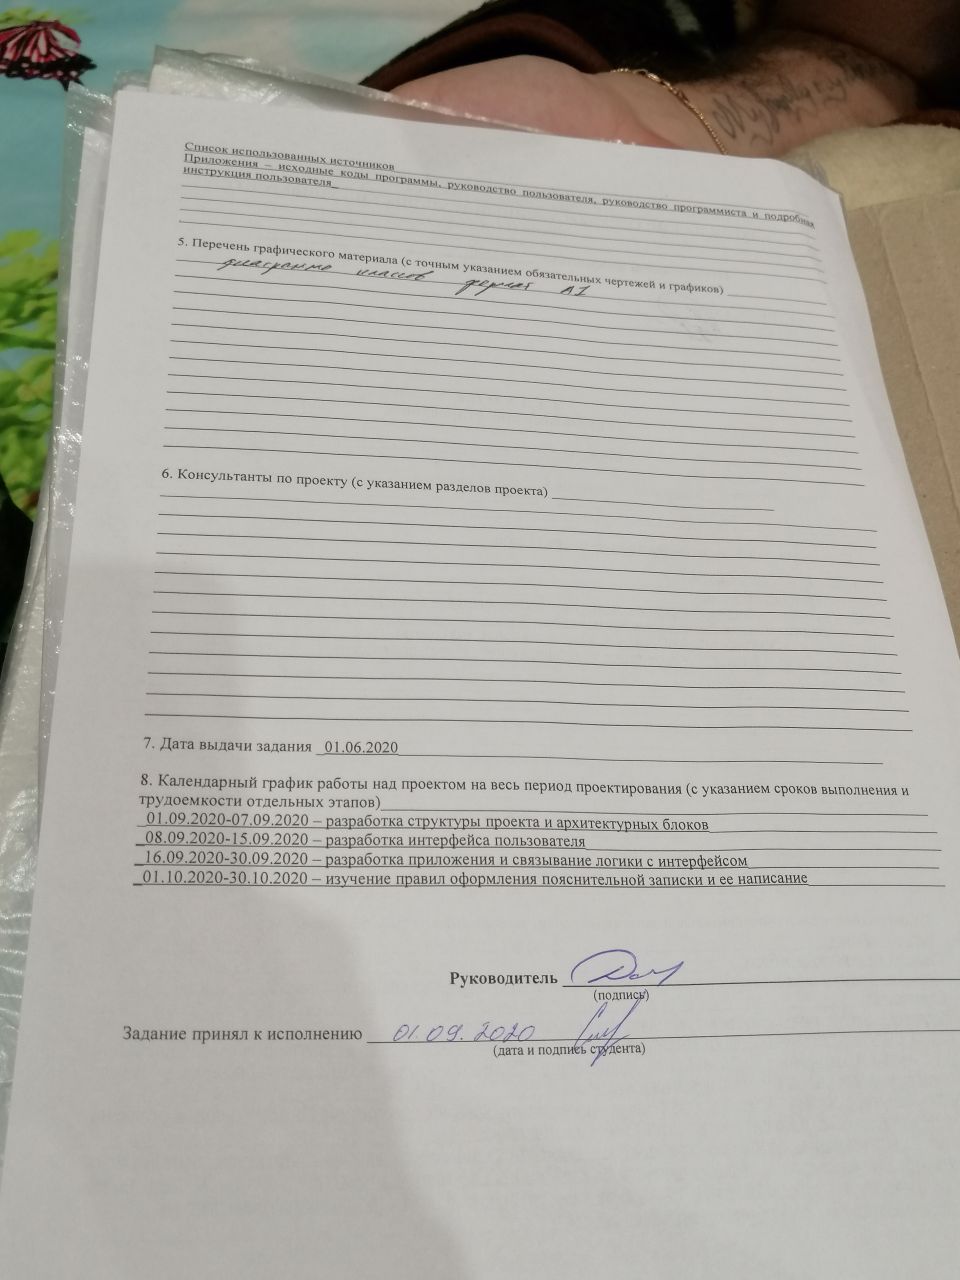 Список использованных источников
Приложения – исходные коды программы, руководство пользователя, руководство программиста и подробная
инструкция пользователя
5. Перечень графического материала (с точным указанием обязательных чертежей и графиков)
диаграмма классов формат А1
6. Консультанты по проекту (с указанием разделов проекта)
7. Дата выдачи задания 01.06.2020
8. Календарный график работы над проектом на весь период проектирования (с указанием сроков выполнения и
трудоемкости отдельных этапов)
01.09.2020-07.09.2020 – разработка структуры проекта и архитектурных блоков
08.09.2020-15.09.2020 – разработка интерфейса пользователя
16.09.2020-30.09.2020 – разработка приложения и связывание логики с интерфейсом
01.10.2020-30.10.2020 – изучение правил оформления пояснительной записки и ее написание
Руководитель
(подпись)
Задание принял к исполнению 01.09.2020
(дата и подпись студента)